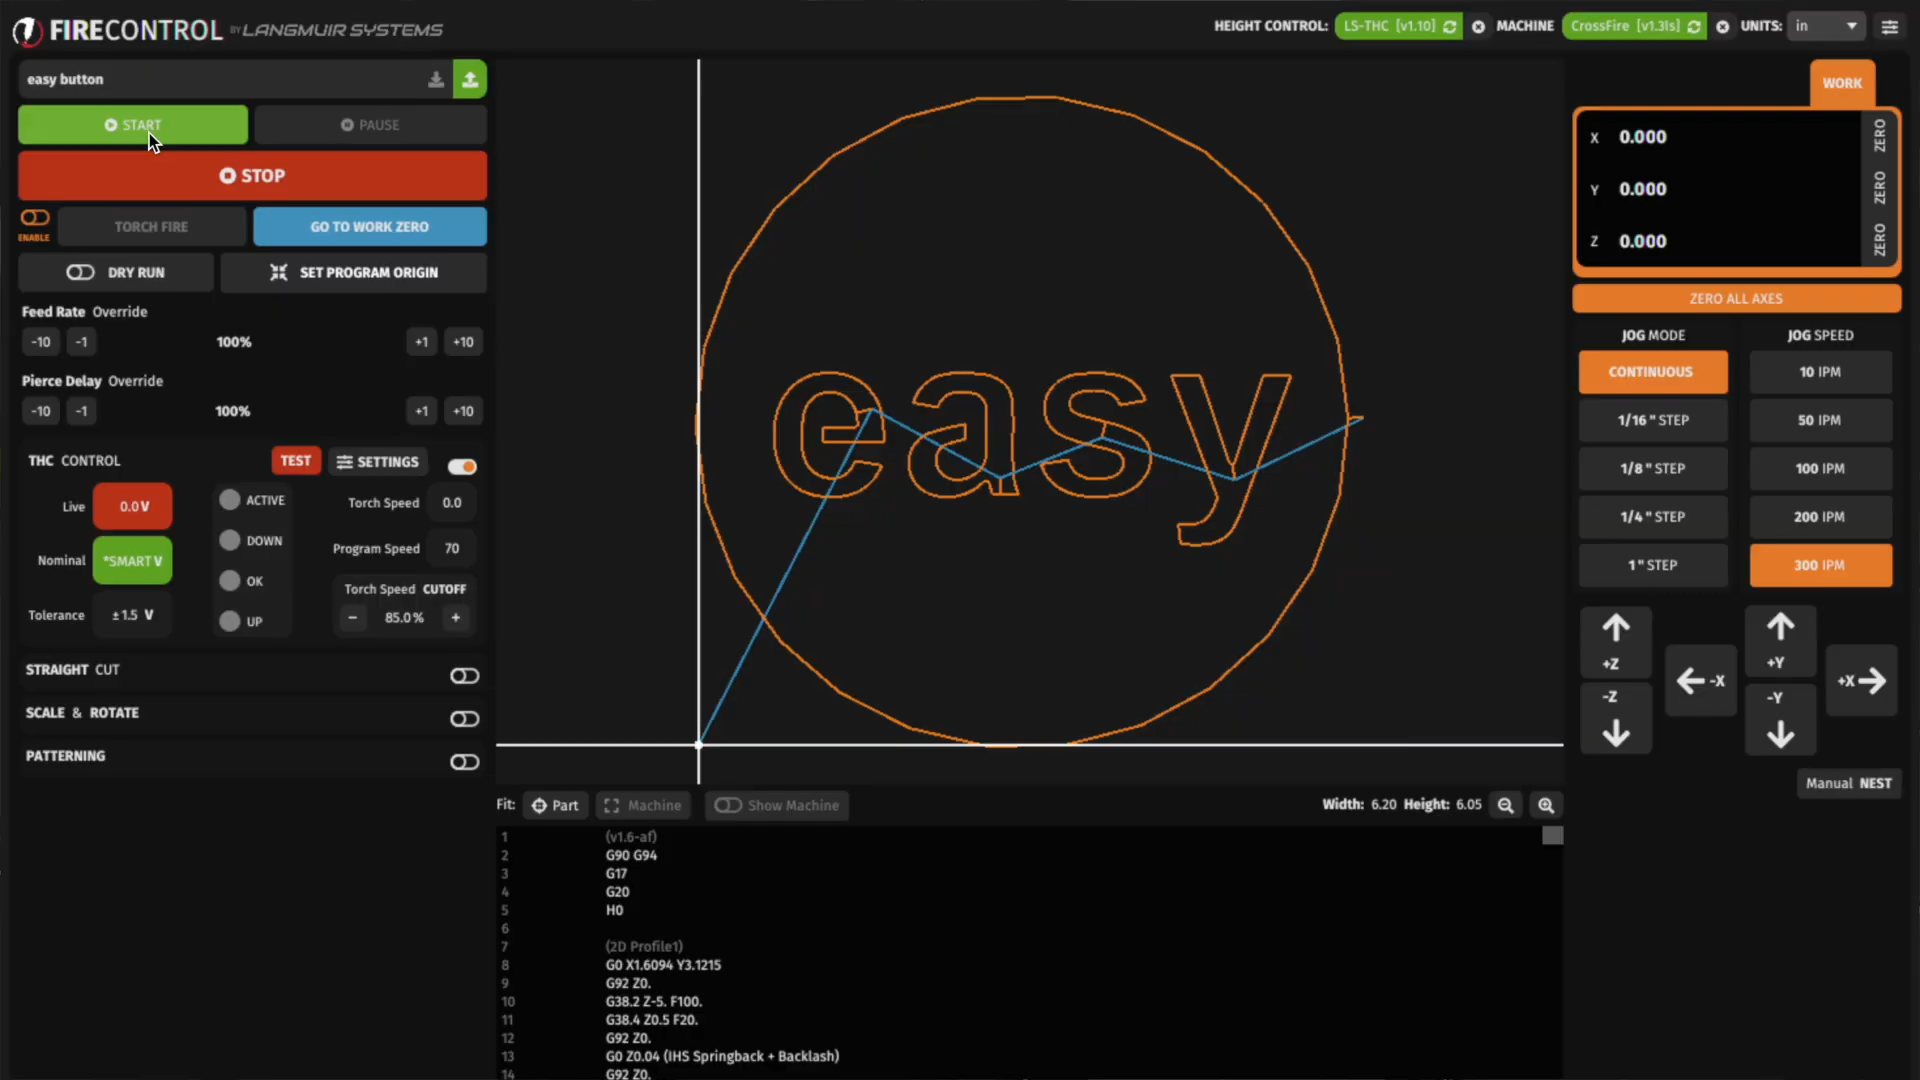 FIRECONTROL BY LANGMUIR SYSTEMS
HEIGHT CONTROL: LS-THC [v1.10] MACHINE CrossFire [v1.3ls] UNITS: in
easy button
START
PAUSE
STOP
ENABLE
TORCH FIRE
GO TO WORK ZERO
DRY RUN
SET PROGRAM ORIGIN
Feed Rate Override
-10 -1 100% +1 +10
Pierce Delay Override
-10 -1 100% +1 +10
THC CONTROL TEST SETTINGS
Live 0.0 V
Nominal *SMART V
Tolerance ±1.5 V
ACTIVE
DOWN
OK
UP
Torch Speed 0.0
Program Speed 70
Torch Speed CUTOFF
− 85.0 % +
STRAIGHT CUT
SCALE & ROTATE
PATTERNING
easy
Fit: Part Machine Show Machine Width: 6.20 Height: 6.05
1 (v1.6-af)
2 G90 G94
3 G17
4 G20
5 H0
6
7 (2D Profile1)
8 G0 X1.6094 Y3.1215
9 G92 Z0.
10 G38.2 Z-5. F100.
11 G38.4 Z0.5 F20.
12 G92 Z0.
13 G0 Z0.04 (IHS Springback + Backlash)
14 G92 Z0.
WORK
X 0.000 ZERO
Y 0.000 ZERO
Z 0.000 ZERO
ZERO ALL AXES
JOG MODE
CONTINUOUS
1/16 " STEP
1/8 " STEP
1/4 " STEP
1 " STEP
JOG SPEED
10 IPM
50 IPM
100 IPM
200 IPM
300 IPM
+Z
-Z
-X
+Y
-Y
+X
Manual NEST